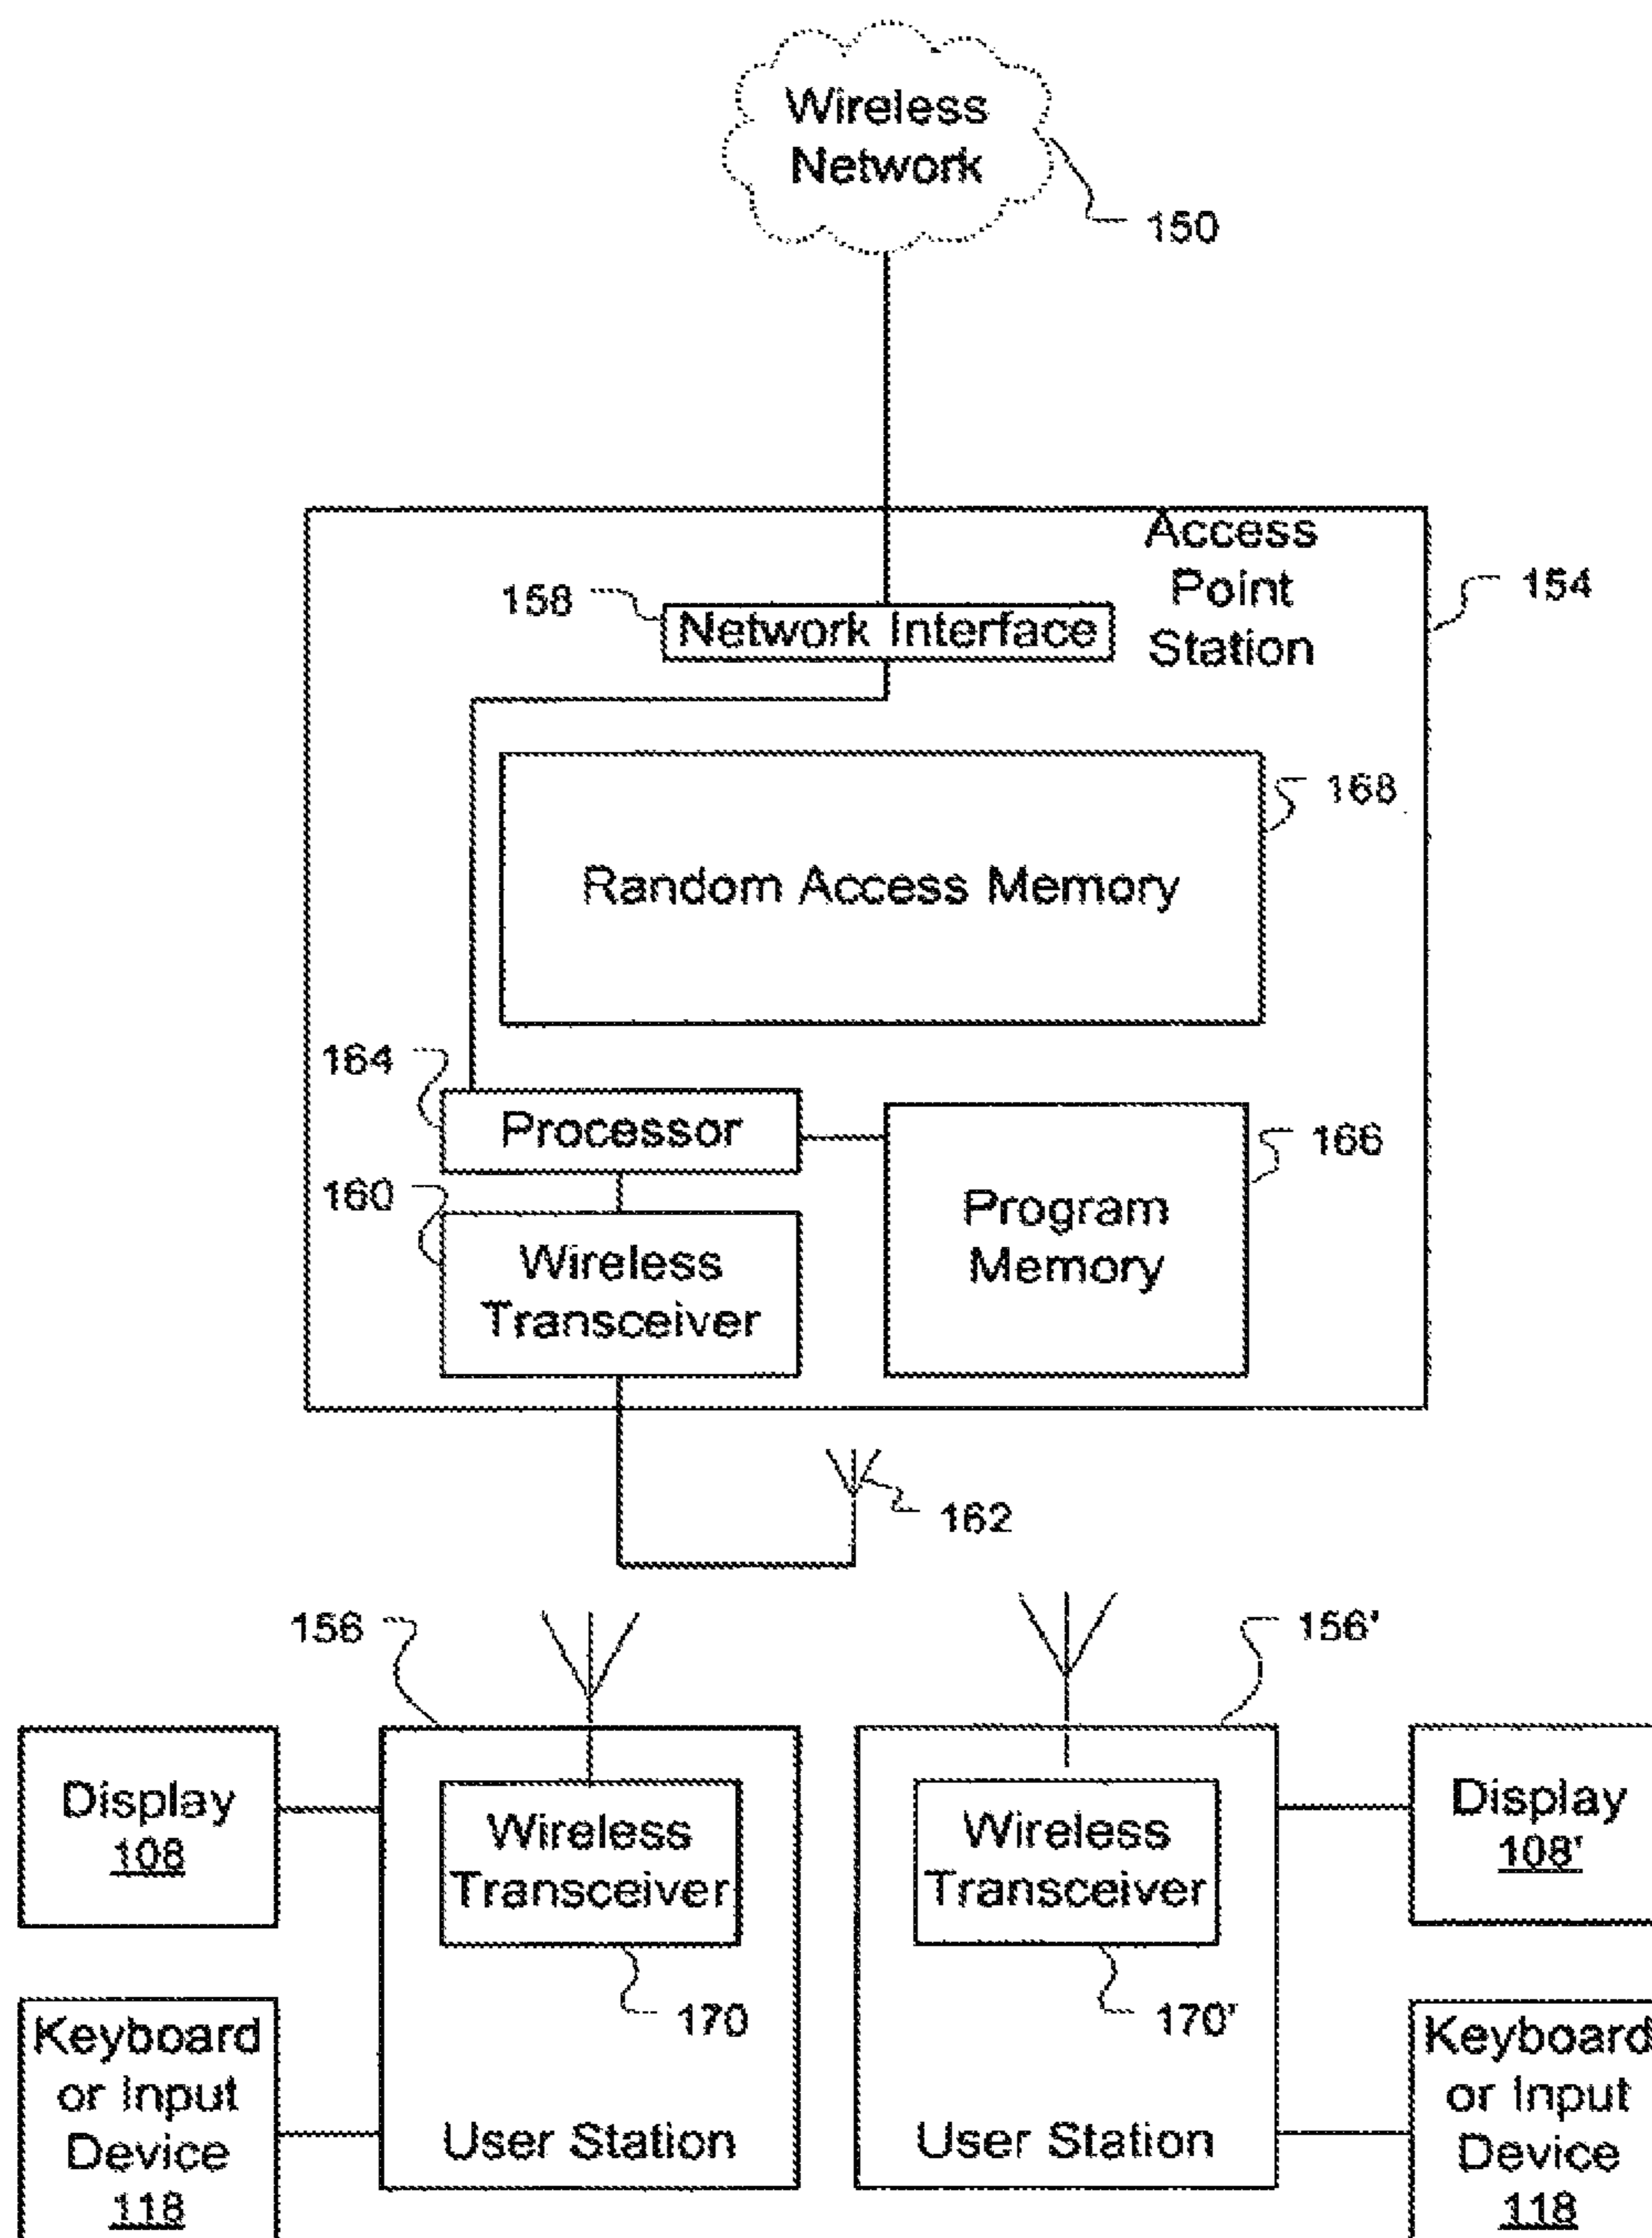 Wireless
Network
150
Access
Point
Station
154
158
Network Interface
168
Random Access Memory
164
Processor
166
160
Program
Memory
Wireless
Transceiver
162
156
156'
Display
108
Wireless
Transceiver
170
Wireless
Transceiver
170'
Display
108'
Keyboard
or Input
Device
118
User Station
User Station
Keyboard
or Input
Device
118